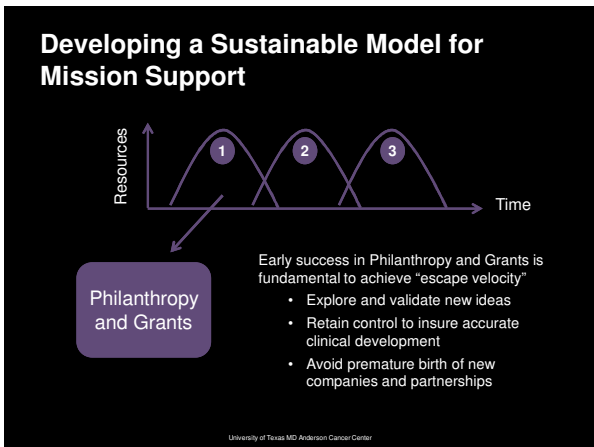 Developing a Sustainable Model for
Mission Support
Resources
1
2
3
Time
Philanthropy
and Grants
Early success in Philanthropy and Grants is
fundamental to achieve “escape velocity”
• Explore and validate new ideas
• Retain control to insure accurate
clinical development
• Avoid premature birth of new
companies and partnerships
University of Texas MD Anderson Cancer Center